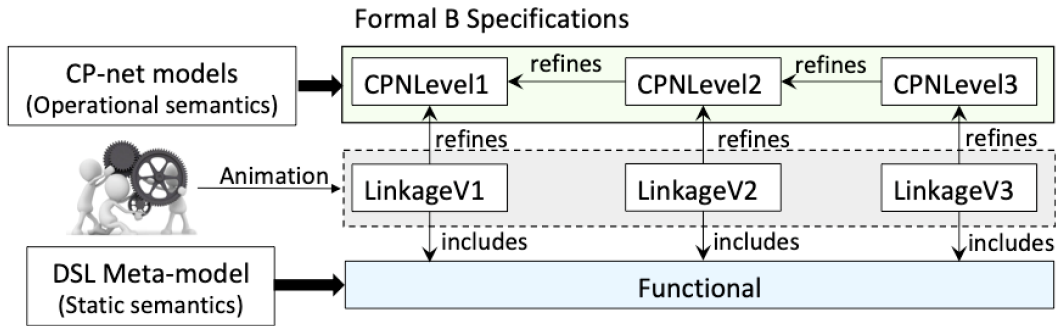 Formal B Specifications
CP-net models
(Operational semantics)
CPNLevel1
refines
CPNLevel2
refines
CPNLevel3
refines
refines
refines
Animation
LinkageV1
LinkageV2
LinkageV3
includes
includes
includes
DSL Meta-model
(Static semantics)
Functional